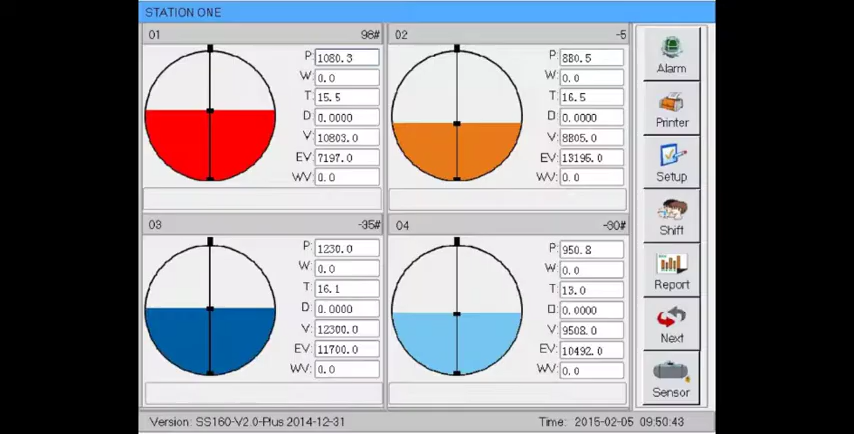 STATION ONE
01 98#
P: 1080.3
W: 0.0
T: 15.5
D: 0.0000
V: 10803.0
EV: 7197.0
WV: 0.0
02 -5
P: 880.5
W: 0.0
T: 16.5
D: 0.0000
V: 8805.0
EV: 13195.0
WV: 0.0
03 -35#
P: 1230.0
W: 0.0
T: 16.1
D: 0.0000
V: 12300.0
EV: 11700.0
WV: 0.0
04 -30#
P: 950.8
W: 0.0
T: 13.0
D: 0.0000
V: 9508.0
EV: 10492.0
WV: 0.0
Alarm
Printer
Setup
Shift
Report
Next
Sensor
Version: SS160-V2.0-Plus 2014-12-31 Time: 2015-02-05 09:50:43